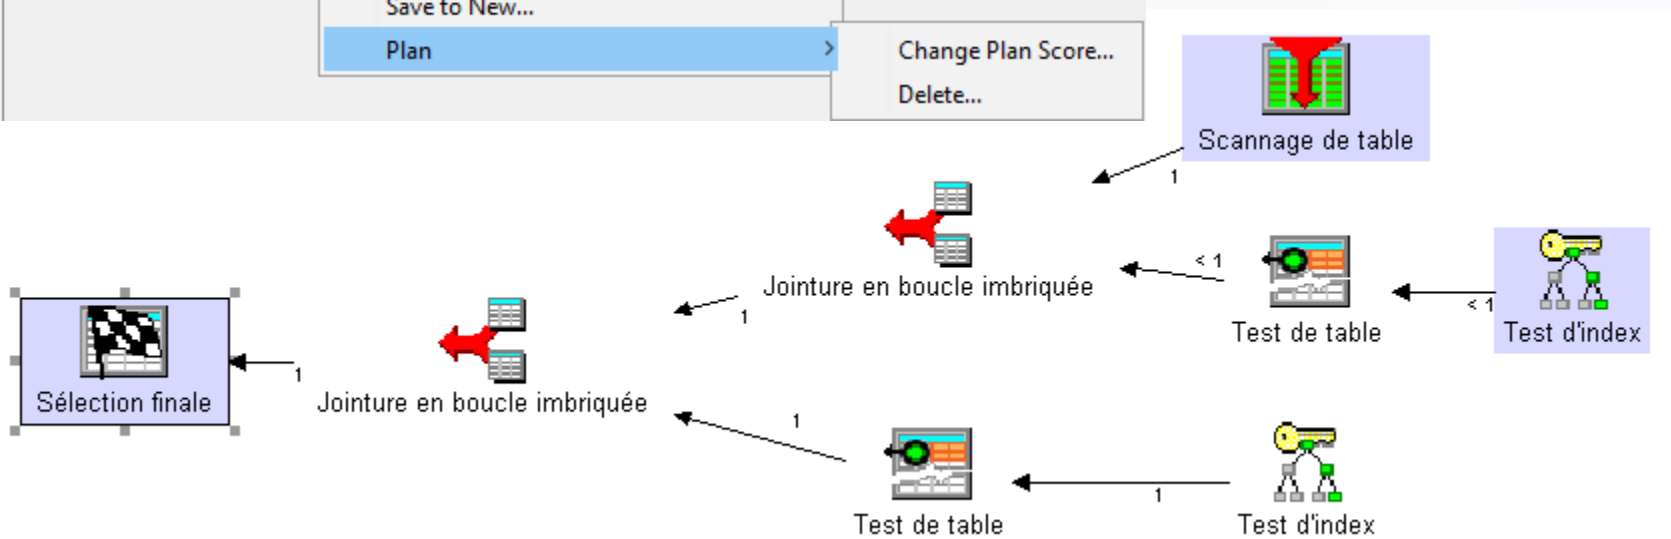 Save to New...
Plan
Change Plan Score...
Delete...
Scannage de table
1
Jointure en boucle imbriquée
< 1
Test de table
< 1
Test d'index
1
Sélection finale
1
Jointure en boucle imbriquée
1
Test de table
1
Test d'index